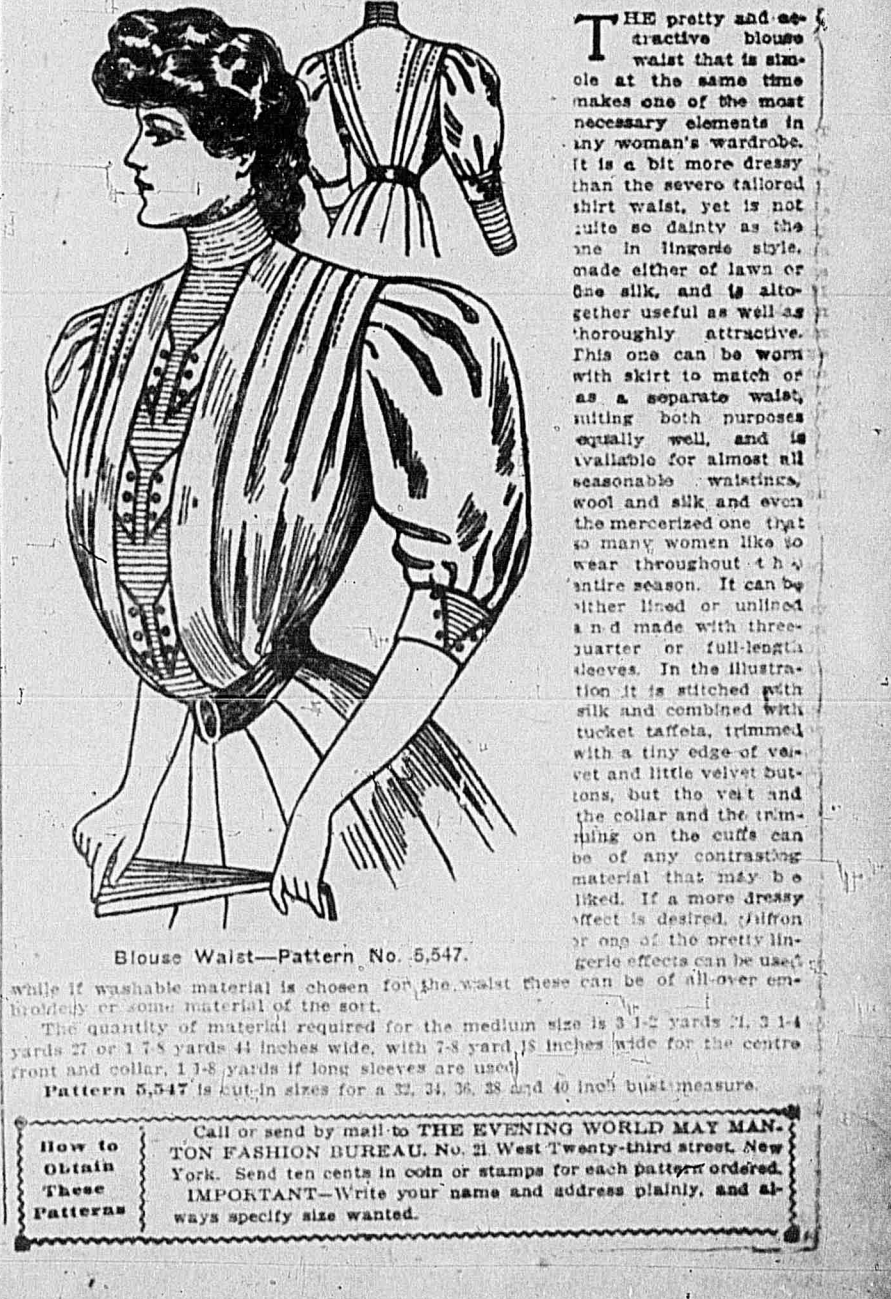 THE pretty and at-
tractive blouse
waist that is sim-
ple at the same time
makes one of the most
necessary elements in
any woman's wardrobe.
It is a bit more dressy
than the severe tailored
shirt waist, yet is not
quite so dainty as the
one in lingerie style,
made either of lawn or
fine silk, and is alto-
gether useful as well as
thoroughly attractive.
This one can be worn
with skirt to match or
as a separate waist,
suiting both purposes
equally well, and is
available for almost all
seasonable waistings,
wool and silk and even
the mercerized one that
so many women like to
wear throughout the
entire season. It can be
either lined or unlined
and made with three-
quarter or full-length
sleeves. In the illustra-
tion it is stitched with
silk and combined with
tucket taffeta, trimmed
with a tiny edge of vel-
vet and little velvet but-
tons, but the vest and
the collar and the trim-
ming on the cuffs can
be of any contrasting
material that may be
liked. If a more dressy
effect is desired, chiffon
or one of the pretty lin-
gerie effects can be used,
Blouse Waist—Pattern No. 5,547.
while if washable material is chosen for the waist these can be of all-over em-
broidery or some material of the sort.
The quantity of material required for the medium size is 3 1-2 yards 21, 3 1-4
yards 27 or 1 7-8 yards 44 inches wide, with 7-8 yard 18 inches wide for the centre
front and collar, 1 1-8 yards if long sleeves are used.
Pattern 5,547 is cut in sizes for a 32, 34, 36, 38 and 40 inch bust measure.
How to
Obtain
These
Patterns
Call or send by mail to THE EVENING WORLD MAY MAN-
TON FASHION BUREAU, No. 21 West Twenty-third street, New
York. Send ten cents in coin or stamps for each pattern ordered.
IMPORTANT—Write your name and address plainly, and al-
ways specify size wanted.